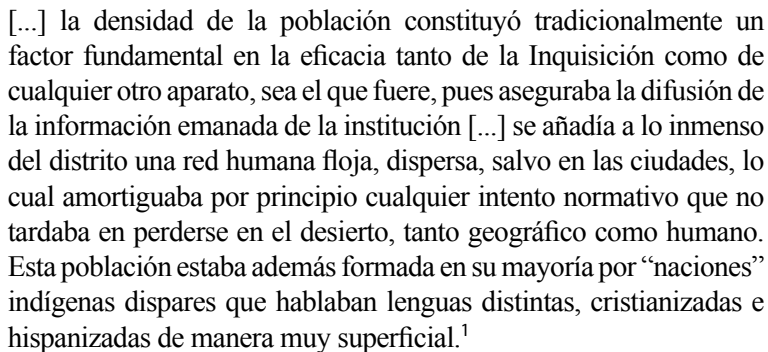 [...] la densidad de la población constituyó tradicionalmente un
factor fundamental en la eficacia tanto de la Inquisición como de
cualquier otro aparato, sea el que fuere, pues aseguraba la difusión de
la información emanada de la institución [...] se añadía a lo inmenso
del distrito una red humana floja, dispersa, salvo en las ciudades, lo
cual amortiguaba por principio cualquier intento normativo que no
tardaba en perderse en el desierto, tanto geográfico como humano.
Esta población estaba además formada en su mayoría por “naciones”
indígenas dispares que hablaban lenguas distintas, cristianizadas e
hispanizadas de manera muy superficial.¹